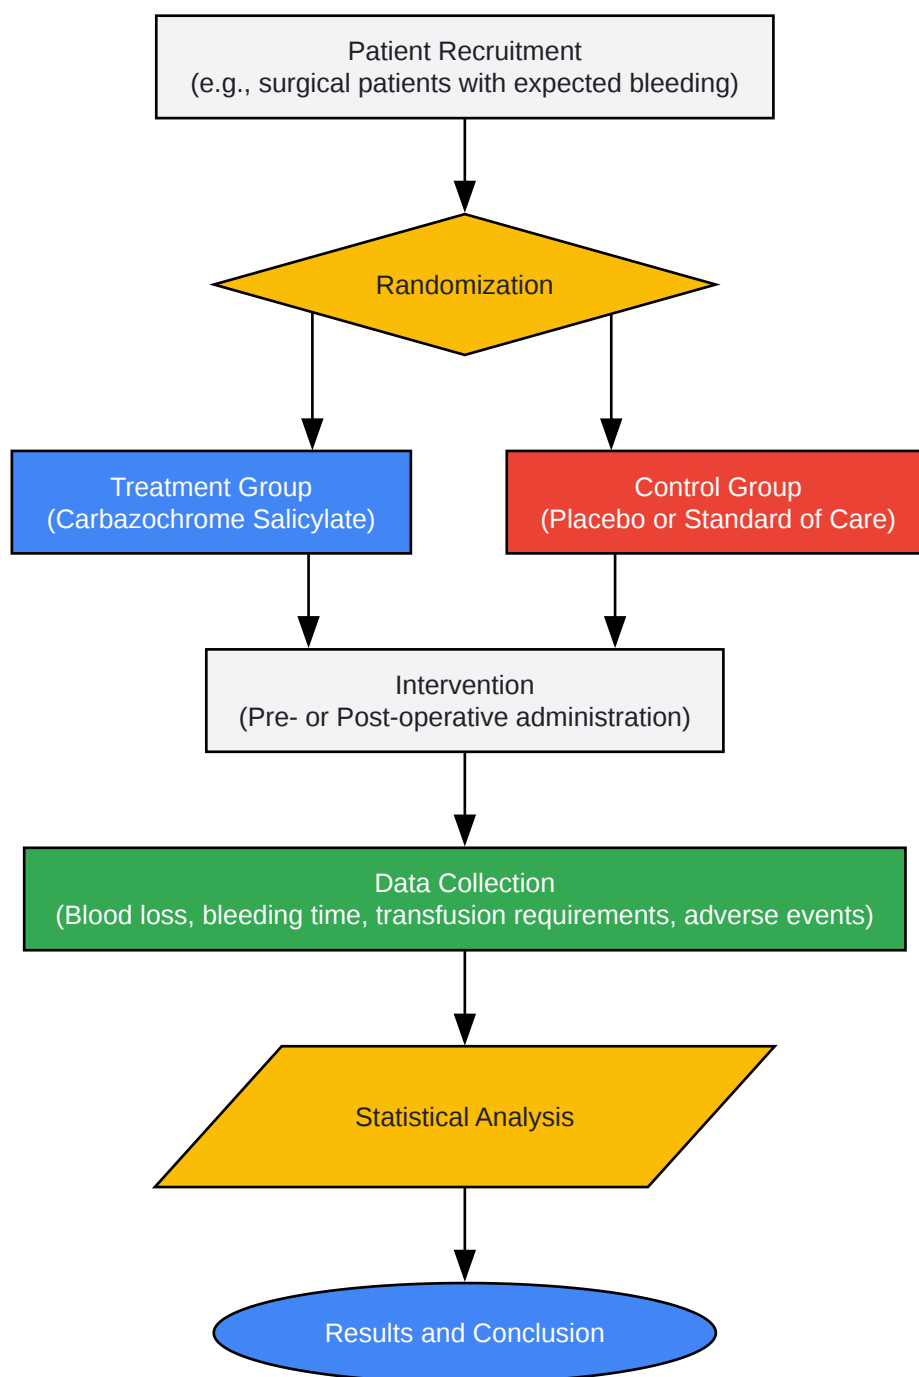 Patient Recruitment
(e.g., surgical patients with expected bleeding)
Randomization
Treatment Group
(Carbazochrome Salicylate)
Control Group
(Placebo or Standard of Care)
Intervention
(Pre- or Post-operative administration)
Data Collection
(Blood loss, bleeding time, transfusion requirements, adverse events)
Statistical Analysis
Results and Conclusion